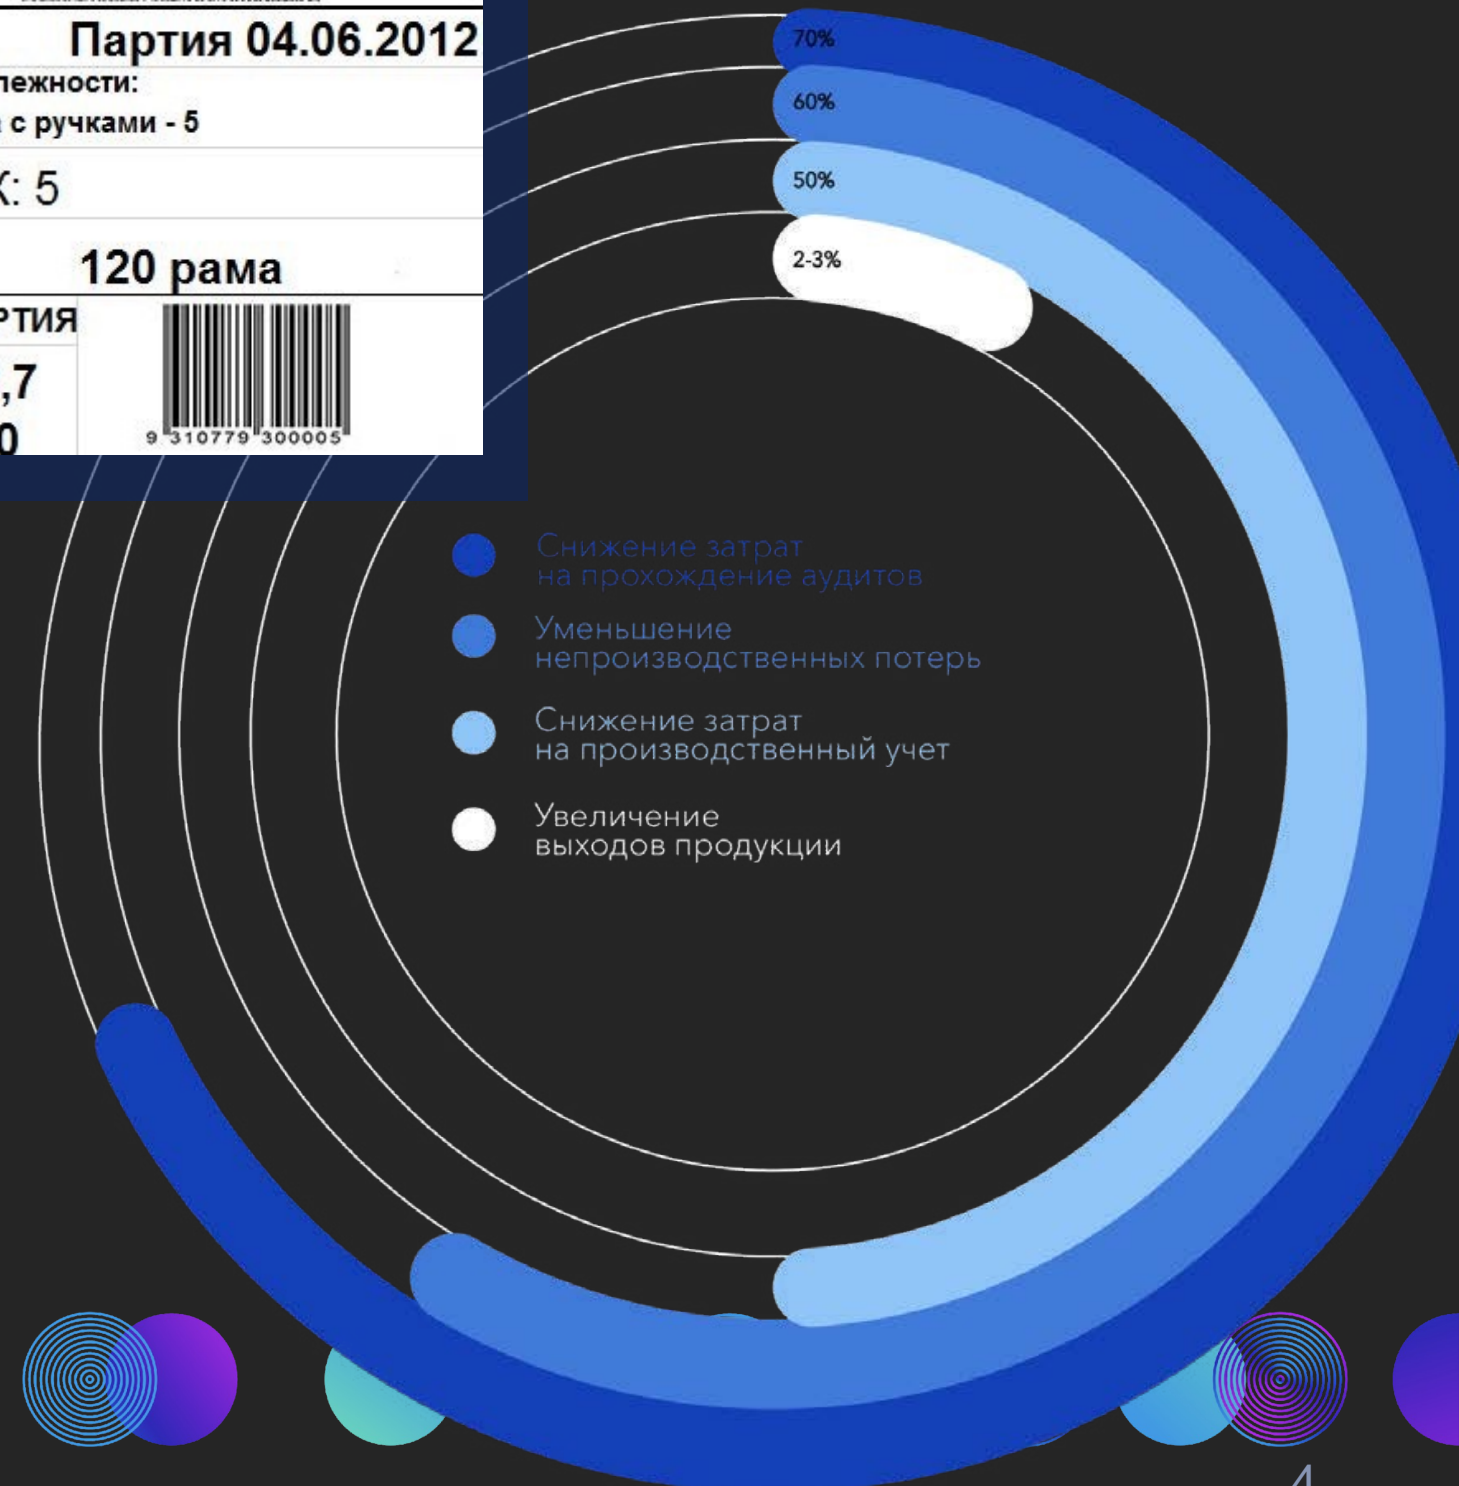 Партия 04.06.2012
лежности:
с ручками - 5
: 5
120 рама
РТИЯ
,7
0
9 310779 300005
70%
60%
50%
2-3%
Снижение затрат
на прохождение аудитов
Уменьшение
непроизводственных потерь
Снижение затрат
на производственный учет
Увеличение
выходов продукции
4